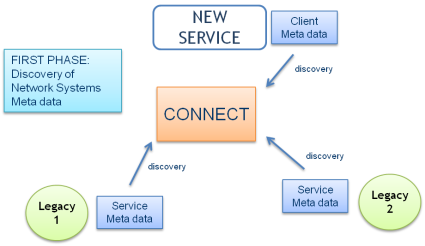 NEW
SERVICE
Client
Meta data
FIRST PHASE:
Discovery of
Network Systems
Meta data
discovery
CONNECT
discovery
discovery
Legacy
1
Service
Meta data
Service
Meta data
Legacy
2